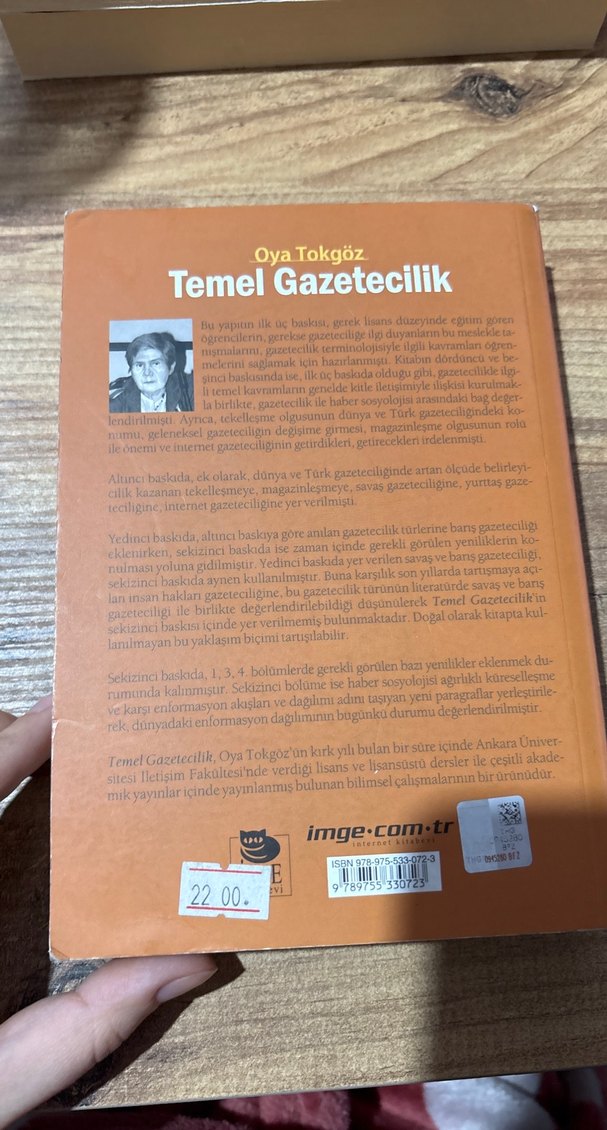 Oya Tokgöz
Temel Gazetecilik
Bu yapıtın ilk üç baskısı, gerek lisans düzeyinde eğitim gören
öğrencilerin, gerekse gazeteciliğe ilgi duyanların bu meslekle ta-
nışmalarını, gazetecilik terminolojisiyle ilgili kavramları öğren-
melerini sağlamak için hazırlanmıştı. Kitabın dördüncü ve be-
şinci baskısında ise, ilk üç baskıda olduğu gibi, gazetecilikle ilgi-
li temel kavramların genelde kitle iletişimiyle ilişkisi kurulmak-
la birlikte, gazetecilik ile haber sosyolojisi arasındaki bağ değer-
lendirilmişti. Ayrıca, tekelleşme olgusunun dünya ve Türk gazeteciliğindeki ko-
numu, geleneksel gazeteciliğin değişime girmesi, magazinleşme olgusunun rolü
ile önemi ve internet gazeteciliğinin getirdikleri, getirecekleri irdelenmişti.
Altıncı baskıda, ek olarak, dünya ve Türk gazeteciliğinde artan ölçüde belirleyi-
cilik kazanan tekelleşmeye, magazinleşmeye, savaş gazeteciliğine, yurttaş gaze-
teciliğine, internet gazeteciliğine yer verilmişti.
Yedinci baskıda, altıncı baskıya göre anılan gazetecilik türlerine barış gazeteciliği
eklenirken, sekizinci baskıda ise zaman içinde gerekli görülen yeniliklerin ko-
nulması yoluna gidilmiştir. Yedinci baskıda yer verilen savaş ve barış gazeteciliği,
sekizinci baskıda aynen kullanılmıştır. Buna karşılık son yıllarda tartışmaya açı-
lan insan hakları gazeteciliğine, bu gazetecilik türünün literatürde savaş ve barış
gazeteciliği ile birlikte değerlendirilebildiği düşünülerek Temel Gazetecilik'in
sekizinci baskısı içinde yer verilmemiş bulunmaktadır. Doğal olarak kitapta kul-
lanılmayan bu yaklaşım biçimi tartışılabilir.
Sekizinci baskıda, 1, 3, 4. bölümlerde gerekli görülen bazı yenilikler eklenmek du-
rumunda kalınmıştır. Sekizinci bölüme ise haber sosyolojisi ağırlıklı küreselleşme
ve karşı enformasyon akışları ve dağılımı adını taşıyan yeni paragraflar yerleştirile-
rek, dünyadaki enformasyon dağılımının bugünkü durumu değerlendirilmiştir.
Temel Gazetecilik, Oya Tokgöz'ün kırk yılı bulan bir süre içinde Ankara Üniver-
sitesi İletişim Fakültesi'nde verdiği lisans ve lisansüstü dersler ile çeşitli akade-
mik yayınlar içinde yayınlanmış bulunan bilimsel çalışmalarının bir ürünüdür.
imge•com•tr
internet kitabevi
ISBN 978-975-533-072-3
9 789755 330723
22 00.
0945280 BF2